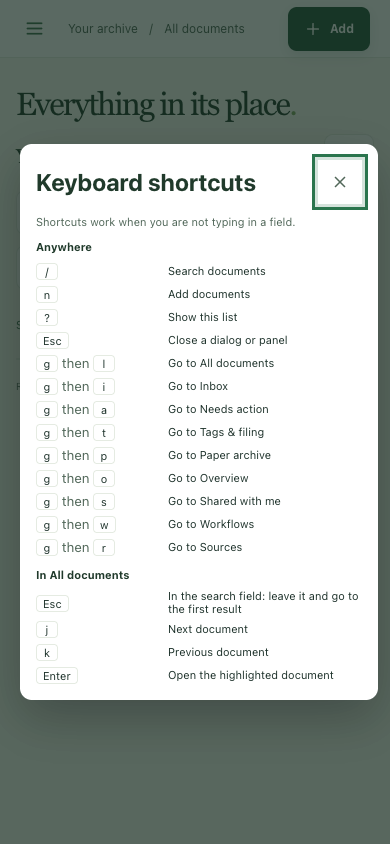 Your archive / All documents
Add
Everything in its place.
Keyboard shortcuts
Shortcuts work when you are not typing in a field.
Anywhere
/ Search documents
n Add documents
? Show this list
Esc Close a dialog or panel
g then l Go to All documents
g then i Go to Inbox
g then a Go to Needs action
g then t Go to Tags & filing
g then p Go to Paper archive
g then o Go to Overview
g then s Go to Shared with me
g then w Go to Workflows
g then r Go to Sources
In All documents
Esc In the search field: leave it and go to
the first result
j Next document
k Previous document
Enter Open the highlighted document